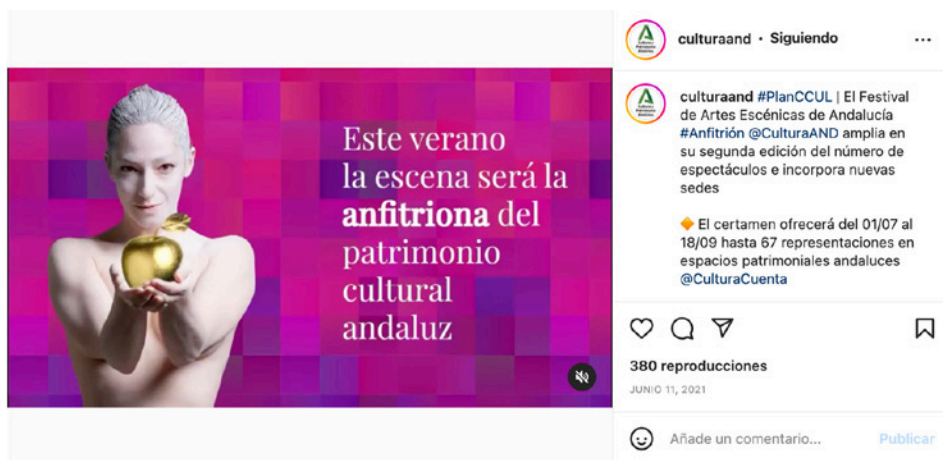 Este verano
la escena será la
anfitriona del
patrimonio
cultural
andaluz
culturaand • Siguiendo
culturaand #PlanCCUL | El Festival
de Artes Escénicas de Andalucía
#Anfitrión @CulturaAND amplia en
su segunda edición del número de
espectáculos e incorpora nuevas
sedes
El certamen ofrecerá del 01/07 al
18/09 hasta 67 representaciones en
espacios patrimoniales andaluces
@CulturaCuenta
380 reproducciones
JUNIO 11, 2021
Añade un comentario...
Publicar